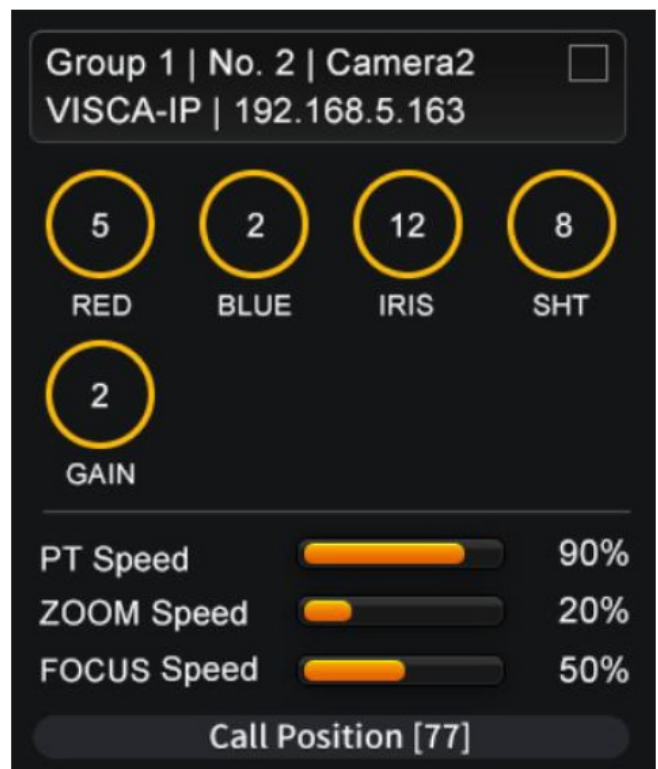 Group 1 | No. 2 | Camera2
VISCA-IP | 192.168.5.163
5 2 12 8
RED BLUE IRIS SHT
2
GAIN
PT Speed 90%
ZOOM Speed 20%
FOCUS Speed 50%
Call Position [77]